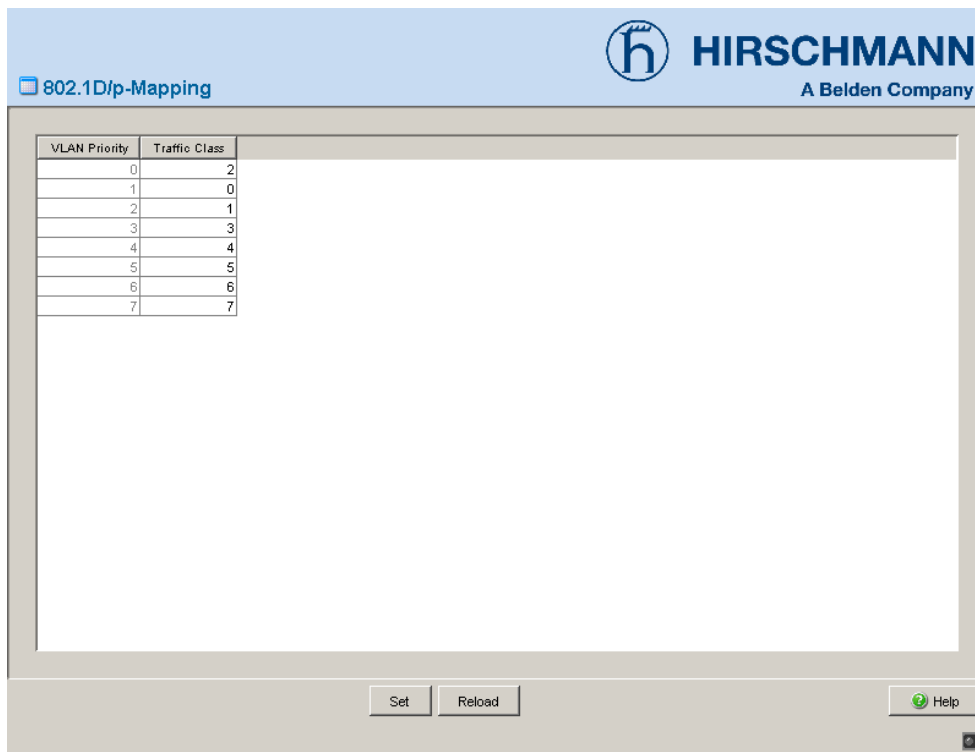 HIRSCHMANN
802.1D/p-Mapping
A Belden Company
VLAN Priority Traffic Class
0 2
1 0
2 1
3 3
4 4
5 5
6 6
7 7
Set Reload Help